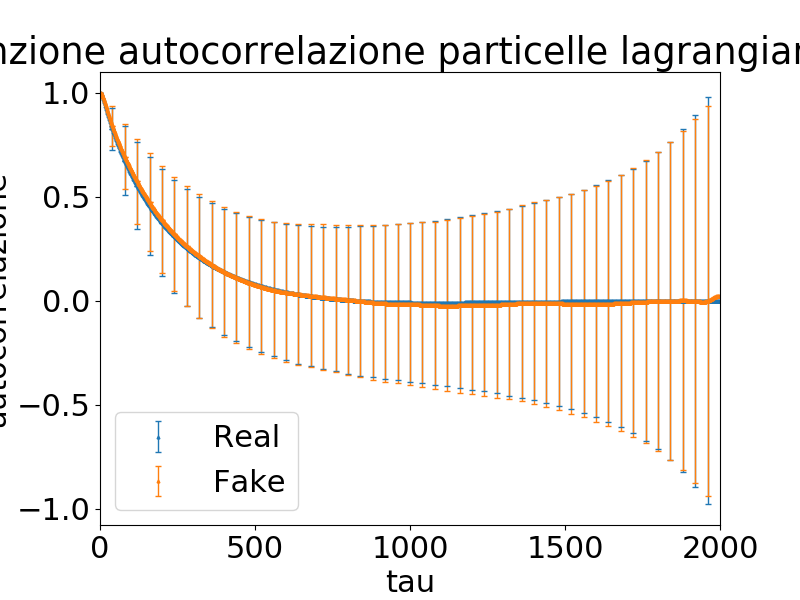 nzione autocorrelazione particelle lagrangian
autocorrelazione
1.0
0.5
0.0
−0.5
−1.0
Real
Fake
0 500 1000 1500 2000
tau